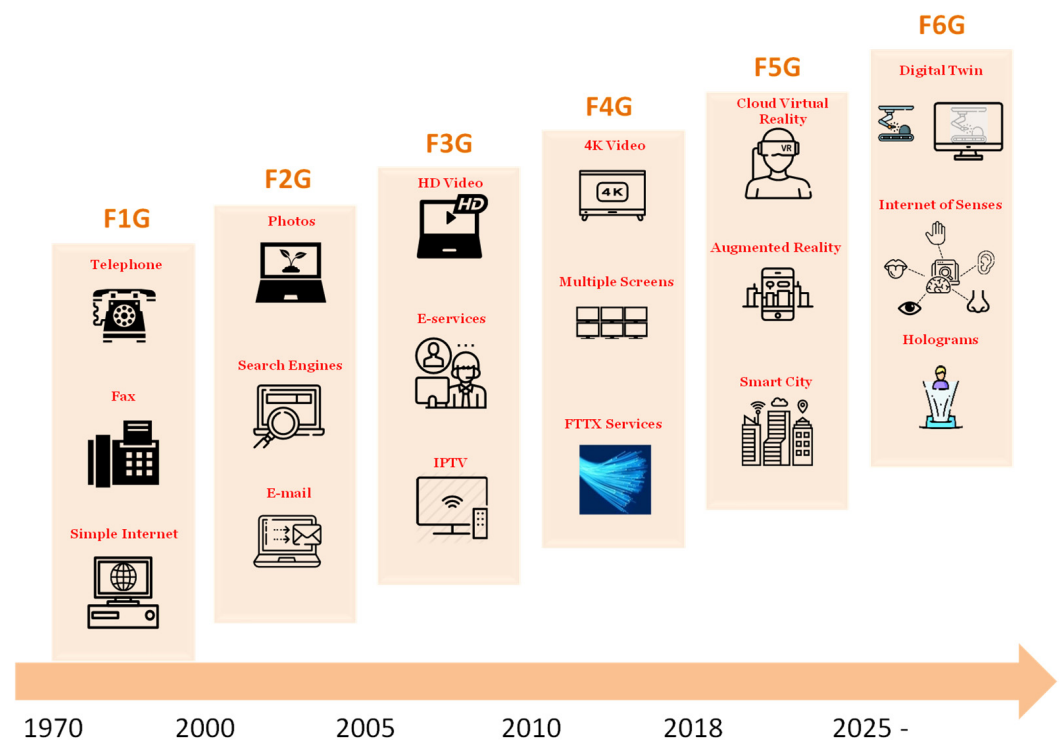 F1G
Telephone
Fax
Simple Internet
F2G
Photos
Search Engines
E-mail
F3G
HD Video
HD
E-services
IPTV
F4G
4K Video
4K
Multiple Screens
FTTX Services
F5G
Cloud Virtual
Reality
VR
Augmented Reality
Smart City
F6G
Digital Twin
Internet of Senses
Holograms
1970
2000
2005
2010
2018
2025 -